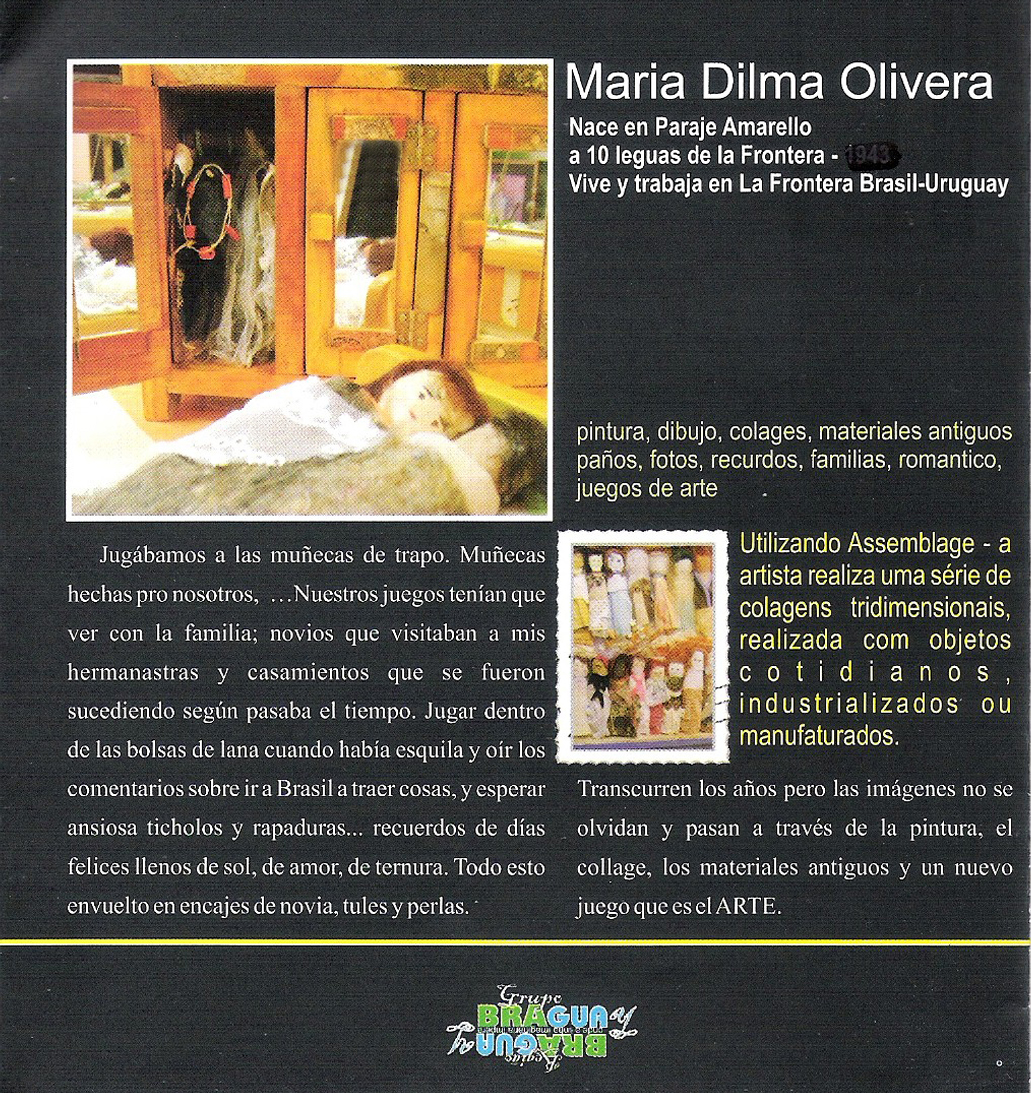 Maria Dilma Olivera
Nace en Paraje Amarello
a 10 leguas de la Frontera - 1943
Vive y trabaja en La Frontera Brasil-Uruguay
pintura, dibujo, colages, materiales antiguos
paños, fotos, recurdos, familias, romantico,
juegos de arte
Jugábamos a las muñecas de trapo. Muñecas
hechas pro nosotros, ...Nuestros juegos tenían que
ver con la familia; novios que visitaban a mis
hermanastras y casamientos que se fueron
sucediendo según pasaba el tiempo. Jugar dentro
de las bolsas de lana cuando había esquila y oír los
comentarios sobre ir a Brasil a traer cosas, y esperar
ansiosa ticholos y rapaduras... recuerdos de días
felices llenos de sol, de amor, de ternura. Todo esto
envuelto en encajes de novia, tules y perlas.
Utilizando Assemblage - a
artista realiza uma série de
colagens tridimensionais,
realizada com objetos
cotidianos,
industrializados ou
manufaturados.
Transcurren los años pero las imágenes no se
olvidan y pasan a través de la pintura, el
collage, los materiales antiguos y un nuevo
juego que es el ARTE.
Grupo
BRAGUAy